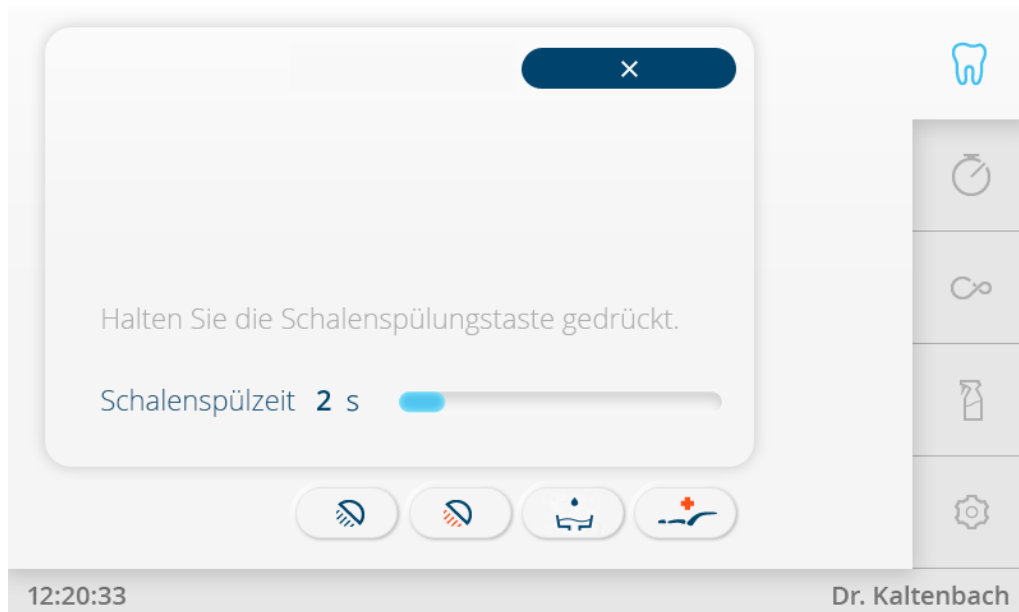 Halten Sie die Schalenspülungstaste gedrückt.
Schalenspülzeit 2 s
12:20:33
Dr. Kaltenbach